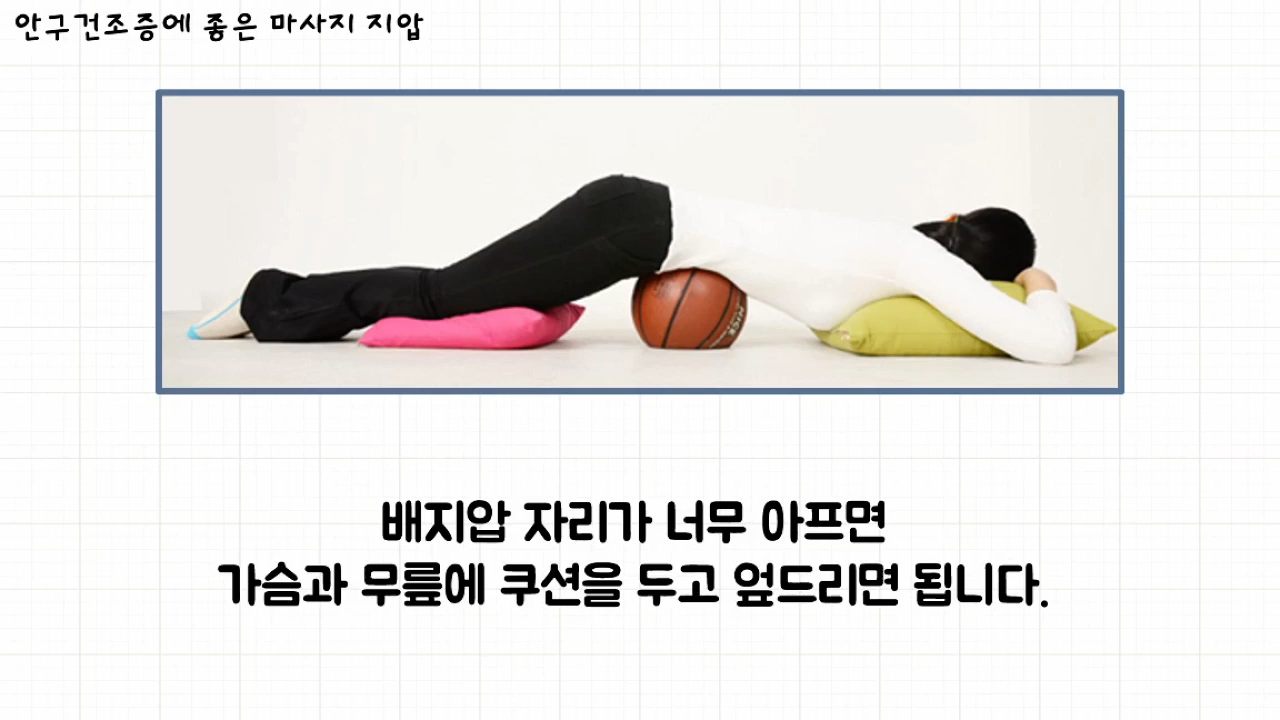 안구건조증에 좋은 마사지 지압
배지압 자리가 너무 아프면
가슴과 무릎에 쿠션을 두고 엎드리면 됩니다.